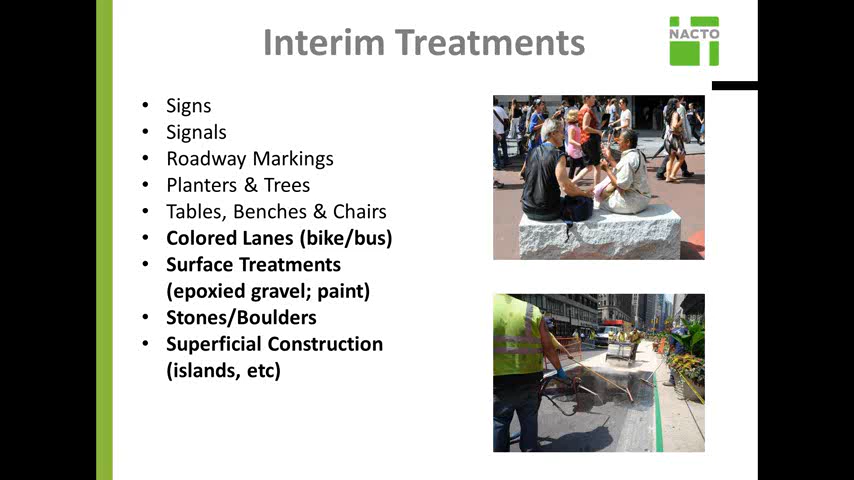 Interim Treatments
NACTO
• Signs
• Signals
• Roadway Markings
• Planters & Trees
• Tables, Benches & Chairs
• Colored Lanes (bike/bus)
• Surface Treatments
(epoxied gravel; paint)
• Stones/Boulders
• Superficial Construction
(islands, etc)